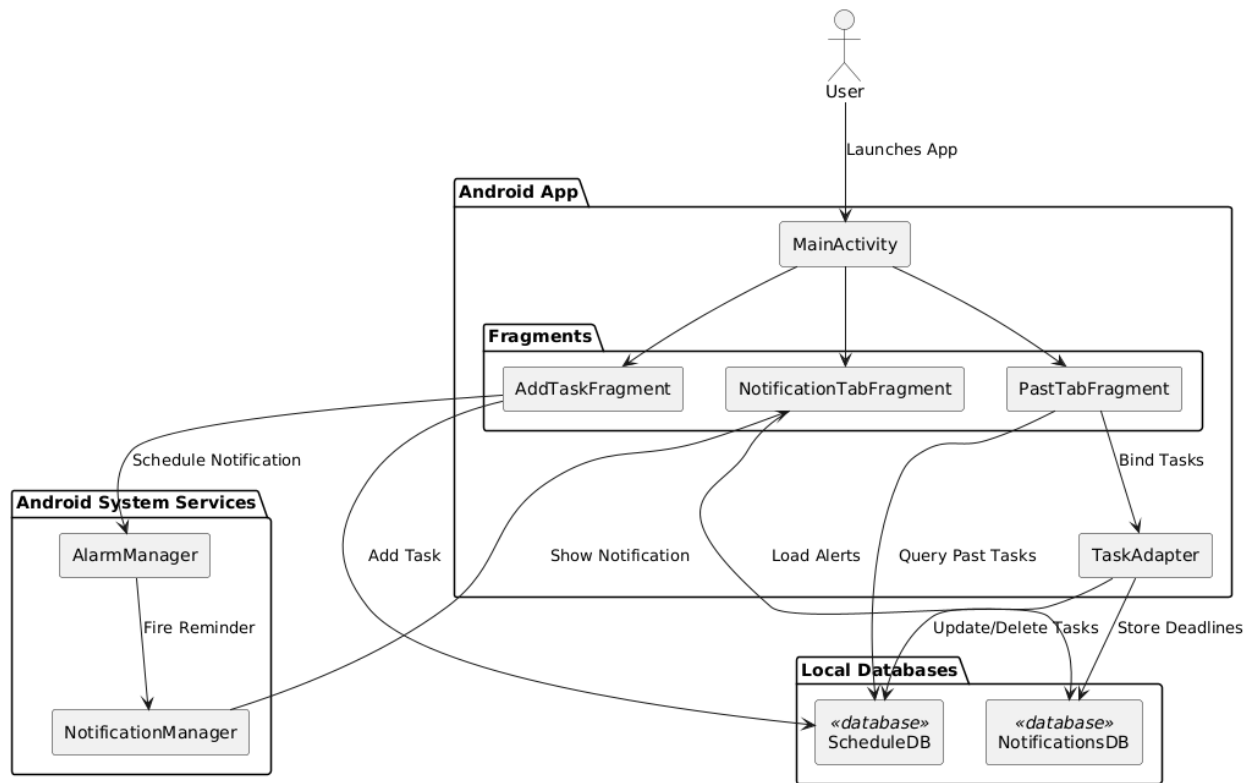 User
Launches App
Android App
MainActivity
Fragments
AddTaskFragment
NotificationTabFragment
PastTabFragment
Schedule Notification
Bind Tasks
Android System Services
AlarmManager
Add Task
Show Notification
Load Alerts
Query Past Tasks
TaskAdapter
Fire Reminder
Update/Delete Tasks
Store Deadlines
Local Databases
NotificationManager
«database»
ScheduleDB
«database»
NotificationsDB